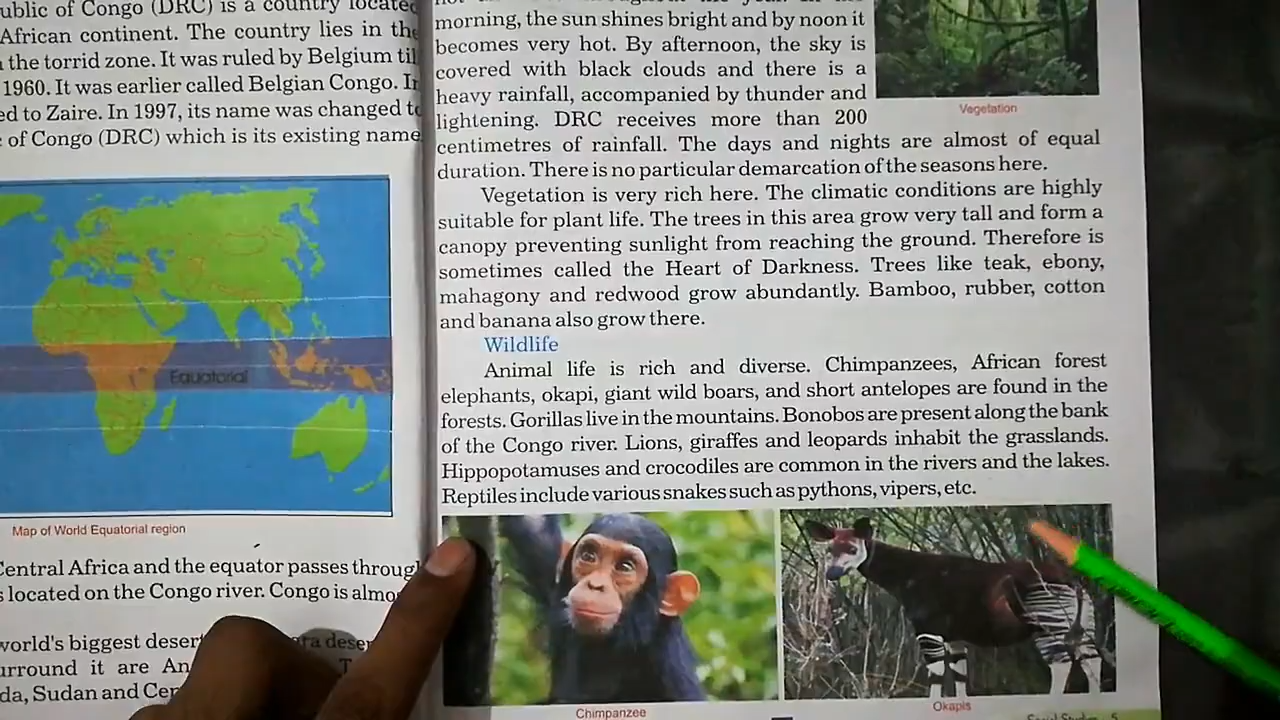 ublic of Congo (DRC) is a country located
African continent. The country lies in the
the torrid zone. It was ruled by Belgium til
1960. It was earlier called Belgian Congo. In
ed to Zaire. In 1997, its name was changed to
of Congo (DRC) which is its existing name
Equatorial
Map of World Equatorial region
Central Africa and the equator passes through
located on the Congo river. Congo is almo
world's biggest desert ara deser
urround it are An
da, Sudan and Cen
morning, the sun shines bright and by noon it
becomes very hot. By afternoon, the sky is
covered with black clouds and there is a
heavy rainfall, accompanied by thunder and
lightening. DRC receives more than 200
centimetres of rainfall. The days and nights are almost of equal
duration. There is no particular demarcation of the seasons here.
Vegetation
Vegetation is very rich here. The climatic conditions are highly
suitable for plant life. The trees in this area grow very tall and form a
canopy preventing sunlight from reaching the ground. Therefore is
sometimes called the Heart of Darkness. Trees like teak, ebony,
mahagony and redwood grow abundantly. Bamboo, rubber, cotton
and banana also grow there.
Wildlife
Animal life is rich and diverse. Chimpanzees, African forest
elephants, okapi, giant wild boars, and short antelopes are found in the
forests. Gorillas live in the mountains. Bonobos are present along the bank
of the Congo river. Lions, giraffes and leopards inhabit the grasslands.
Hippopotamuses and crocodiles are common in the rivers and the lakes.
Reptiles include various snakes such as pythons, vipers, etc.
Chimpanzee
Okapis
Social Studies 5